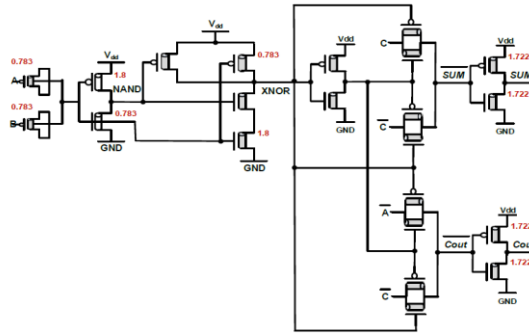 0.783
A
0.783
B
Vdd
1.8
NAND
0.783
GND
Vdd
0.783
XNOR
1.8
GND
Vdd
GND
C
C
A
C
SUM
Vdd
1.722
SUM
1.722
GND
Cout
Vdd
1.722
Cou
1.722
GND